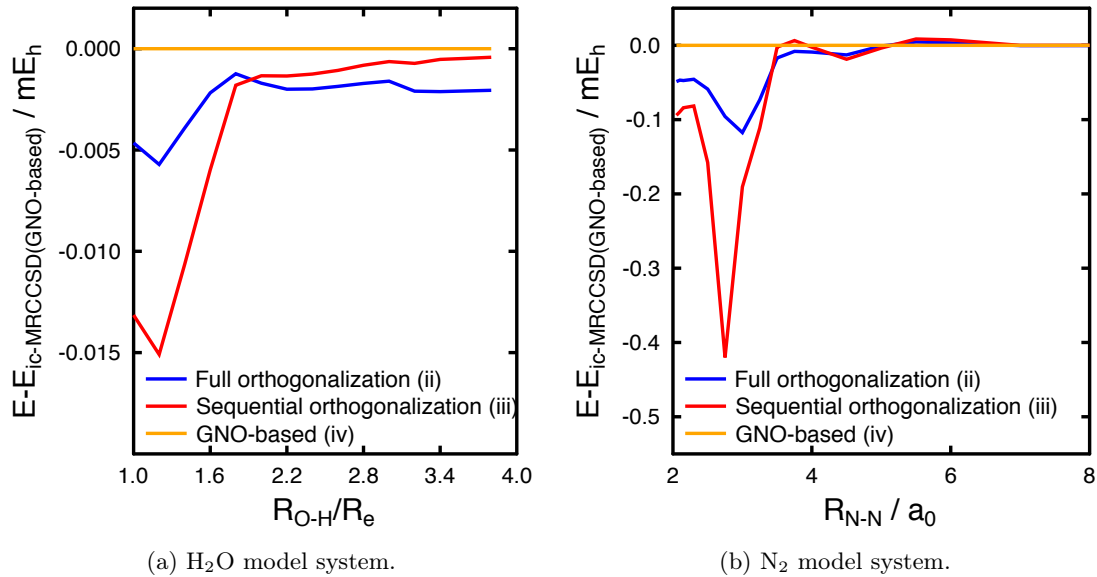 E-E_ic-MRCCSD(GNO-based) / mE_h
0.000
-0.005
-0.010
-0.015
Full orthogonalization (ii)
Sequential orthogonalization (iii)
GNO-based (iv)
1.0 1.6 2.2 2.8 3.4 4.0
R_O-H/R_e
(a) H₂O model system.
E-E_ic-MRCCSD(GNO-based) / mE_h
0.0
-0.1
-0.2
-0.3
-0.4
-0.5
Full orthogonalization (ii)
Sequential orthogonalization (iii)
GNO-based (iv)
2 4 6 8
R_N-N / a₀
(b) N₂ model system.